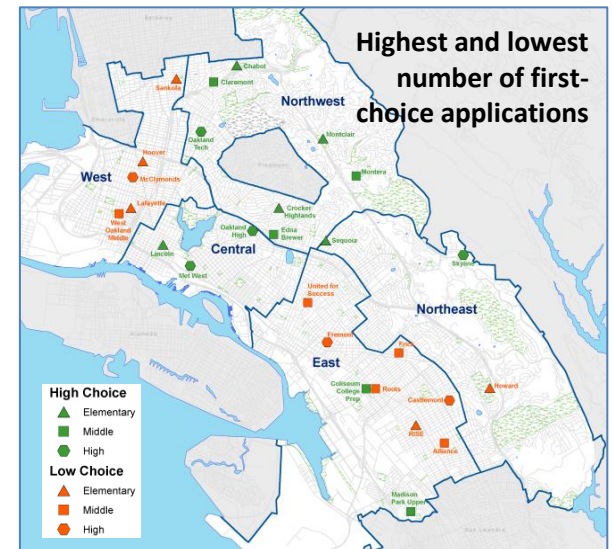 Highest and lowest
number of first-
choice applications
Chabot
Claremont
Sankofa
Northwest
Oakland
Tech
Montclair
Hoover
McClymonds
West
Montera
Lafayette
West
Oakland
Middle
Crocker
Highlands
Oakland
High
Edna
Brewer
Sequoia
Central
Lincoln
Met West
Skyline
United for
Success
Northeast
Fremont
East
Frick
Coliseum
College
Prep
Roots
Howard
Castlemont
RISE
Alliance
Madison
Park Upper
High Choice
Elementary
Middle
High
Low Choice
Elementary
Middle
High